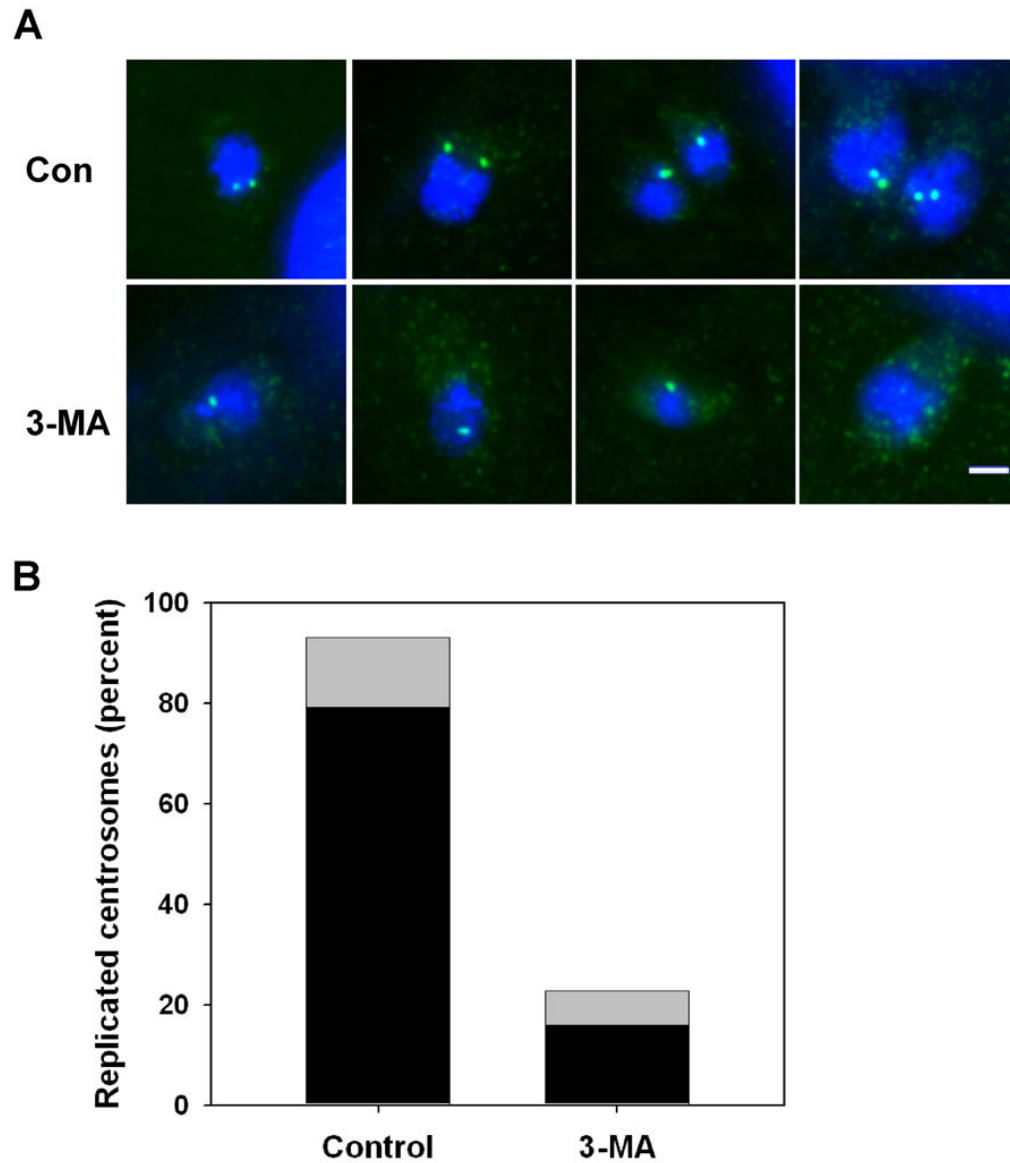 A
Con
3-MA
B
Replicated centrosomes (percent)
100
80
60
40
20
0
Control
3-MA